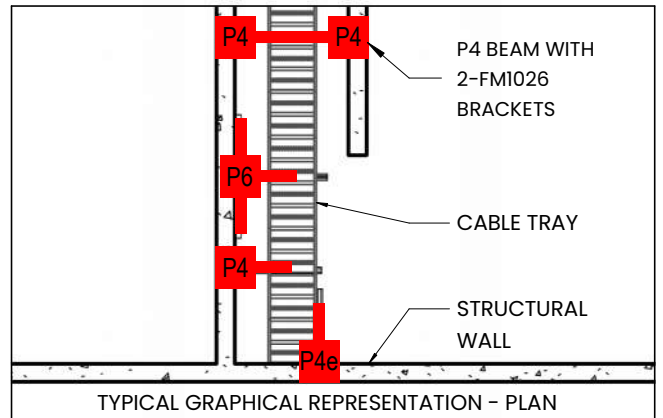 P4
P4
P4 BEAM WITH
2-FM1026
BRACKETS
P6
CABLE TRAY
P4
STRUCTURAL
WALL
P4e
TYPICAL GRAPHICAL REPRESENTATION - PLAN